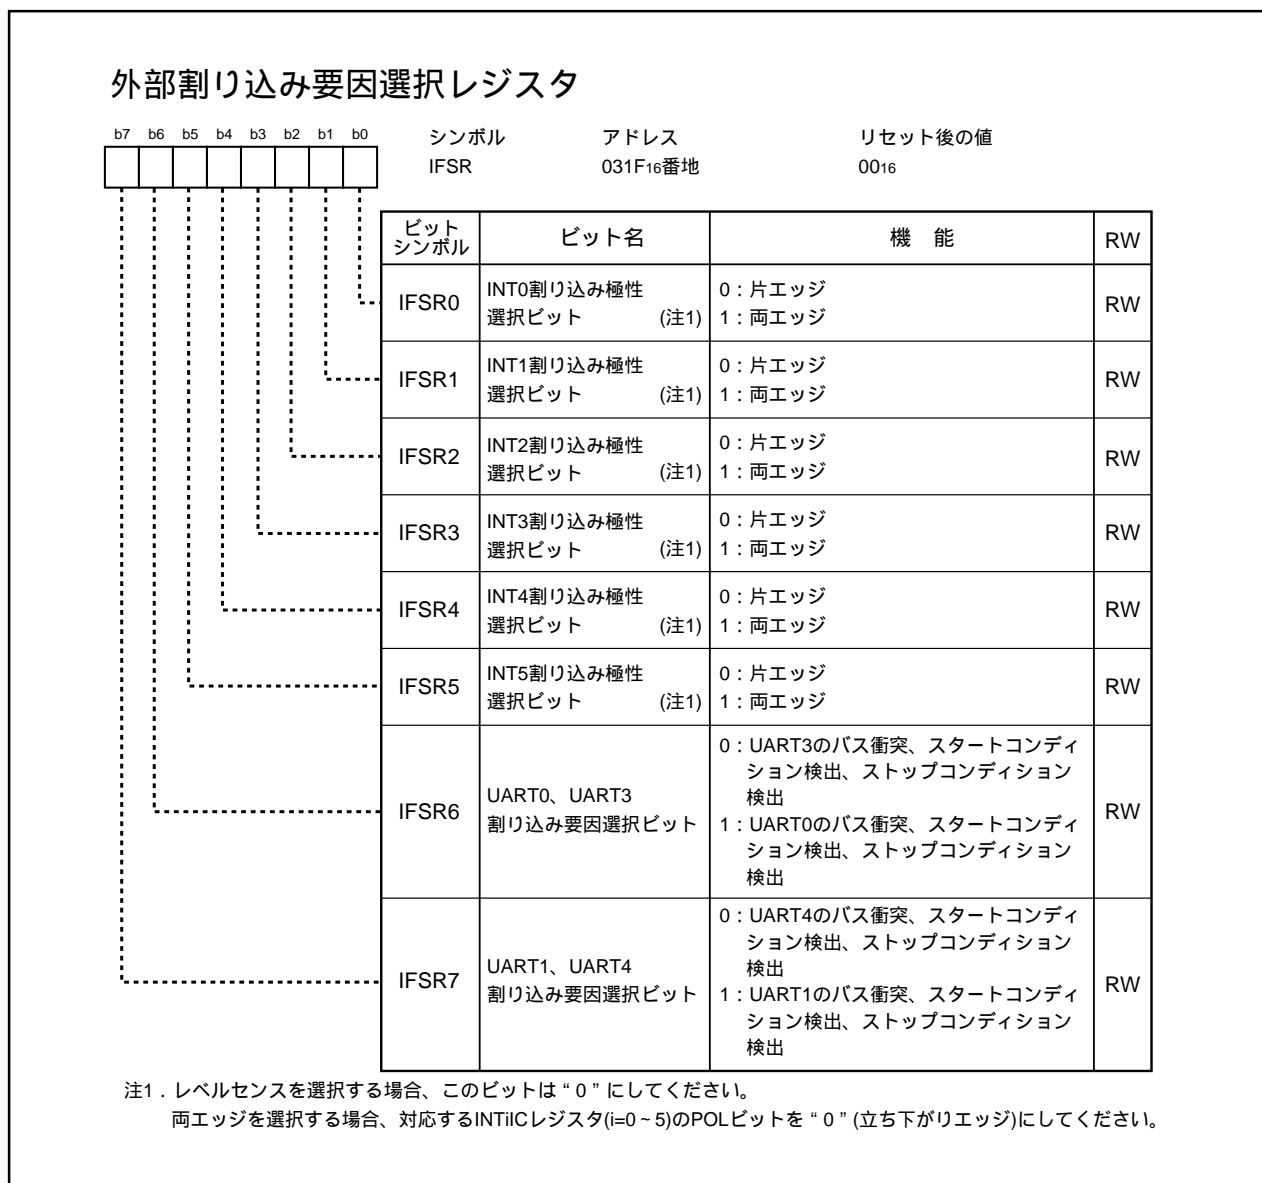 外部割り込み要因選択レジスタ
b7 b6 b5 b4 b3 b2 b1 b0
シンボル アドレス リセット後の値
IFSR 031F16番地 0016
ビット
シンボル
ビット名 機 能 RW
IFSR0
INT0割り込み極性
選択ビット (注1)
0：片エッジ
1：両エッジ
RW
IFSR1
INT1割り込み極性
選択ビット (注1)
0：片エッジ
1：両エッジ
RW
IFSR2
INT2割り込み極性
選択ビット (注1)
0：片エッジ
1：両エッジ
RW
IFSR3
INT3割り込み極性
選択ビット (注1)
0：片エッジ
1：両エッジ
RW
IFSR4
INT4割り込み極性
選択ビット (注1)
0：片エッジ
1：両エッジ
RW
IFSR5
INT5割り込み極性
選択ビット (注1)
0：片エッジ
1：両エッジ
RW
IFSR6
UART0、UART3
割り込み要因選択ビット
0：UART3のバス衝突、スタートコンディ
ション検出、ストップコンディション
検出
1：UART0のバス衝突、スタートコンディ
ション検出、ストップコンディション
検出
RW
IFSR7
UART1、UART4
割り込み要因選択ビット
0：UART4のバス衝突、スタートコンディ
ション検出、ストップコンディション
検出
1：UART1のバス衝突、スタートコンディ
ション検出、ストップコンディション
検出
RW
注1．レベルセンスを選択する場合、このビットは“0”にしてください。
両エッジを選択する場合、対応するINTiICレジスタ(i=0~5)のPOLビットを“0”(立ち下がりエッジ)にしてください。